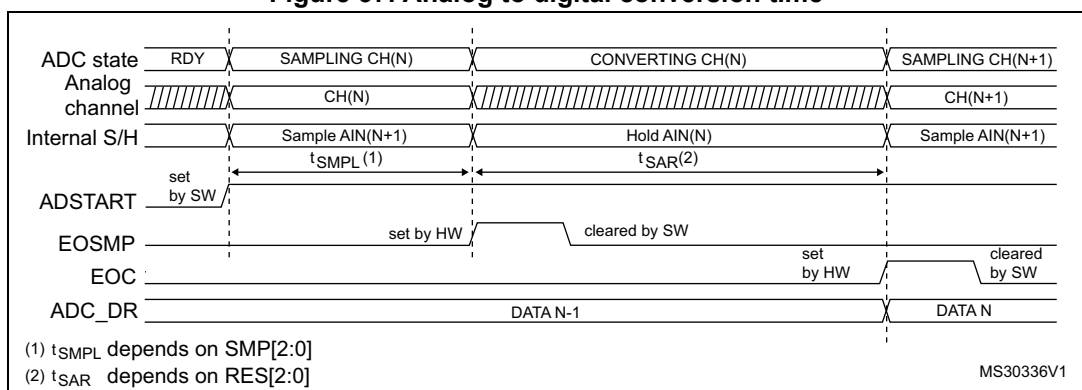 Figure 37. Analog to digital conversion time
ADC state RDY SAMPLING CH(N) CONVERTING CH(N) SAMPLING CH(N+1)
Analog channel CH(N) CH(N+1)
Internal S/H Sample AIN(N+1) Hold AIN(N) Sample AIN(N+1)
tSMPL(1) tSAR(2)
set by SW
ADSTART
EOSMP set by HW cleared by SW
EOC set by HW cleared by SW
ADC_DR DATA N-1 DATA N
(1) tSMPL depends on SMP[2:0]
(2) tSAR depends on RES[2:0]
MS30336V1